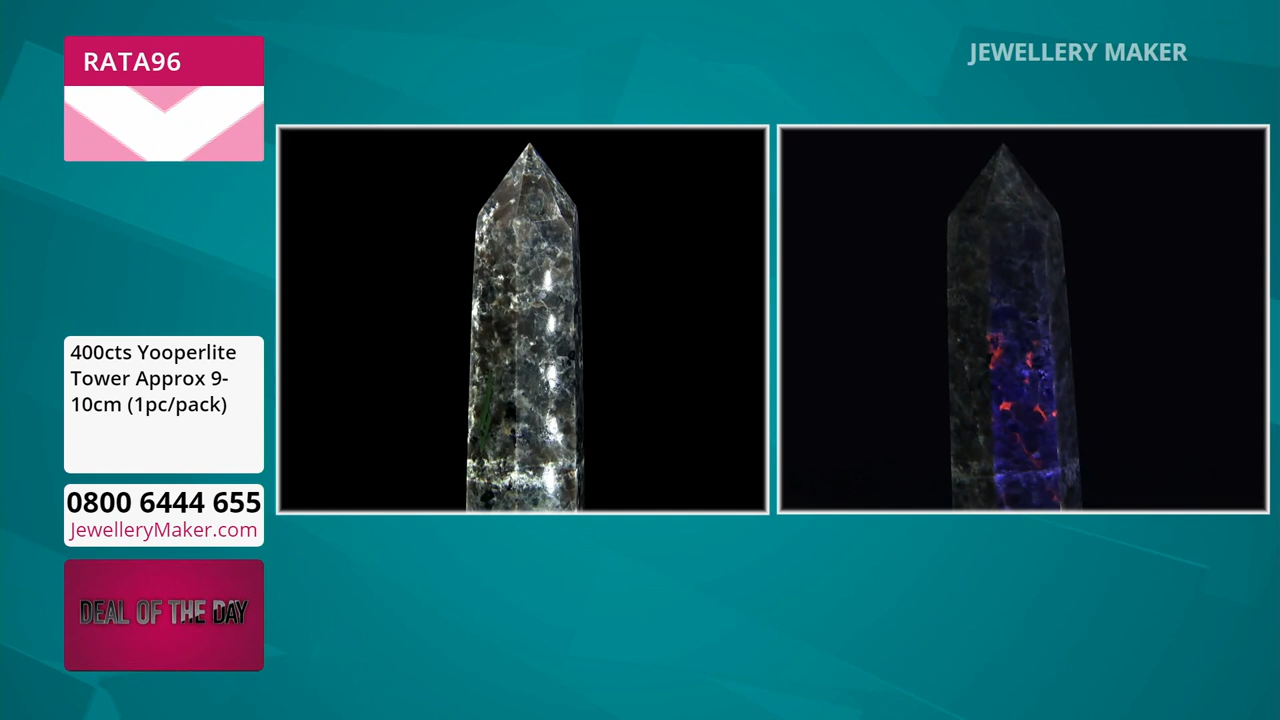 RATA96
JEWELLERY MAKER
400cts Yooperlite
Tower Approx 9-
10cm (1pc/pack)
0800 6444 655
JewelleryMaker.com
DEAL OF THE DAY